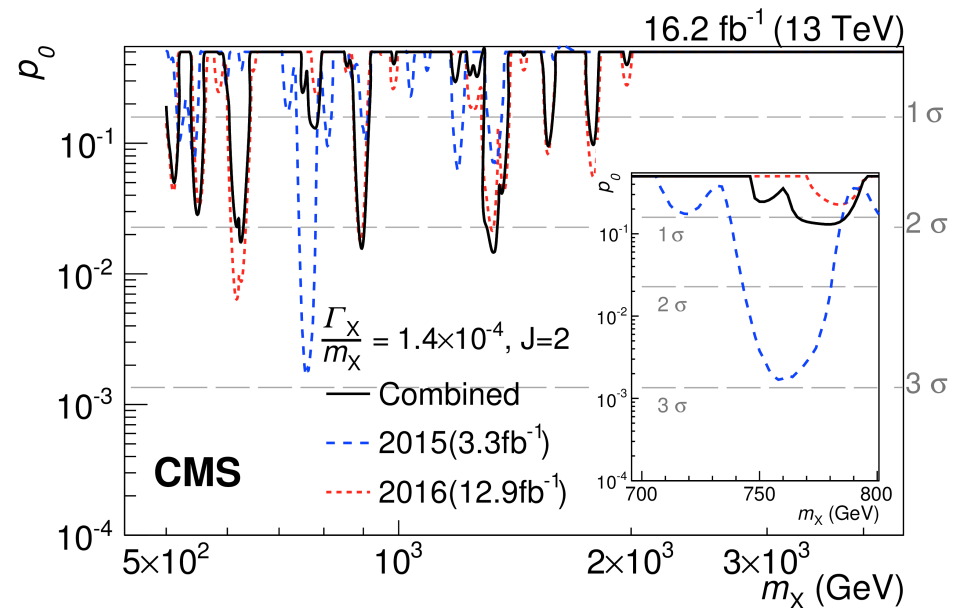 16.2 fb⁻¹ (13 TeV)
p₀
10⁻¹
10⁻²
10⁻³
10⁻⁴
1 σ
2 σ
3 σ
Γ_X
m_X = 1.4×10⁻⁴, J=2
Combined
2015(3.3fb⁻¹)
2016(12.9fb⁻¹)
CMS
p₀
10⁻¹
10⁻²
10⁻³
10⁻⁴
1 σ
2 σ
3 σ
700 750 800
m_X (GeV)
5×10² 10³ 2×10³ 3×10³
m_X (GeV)